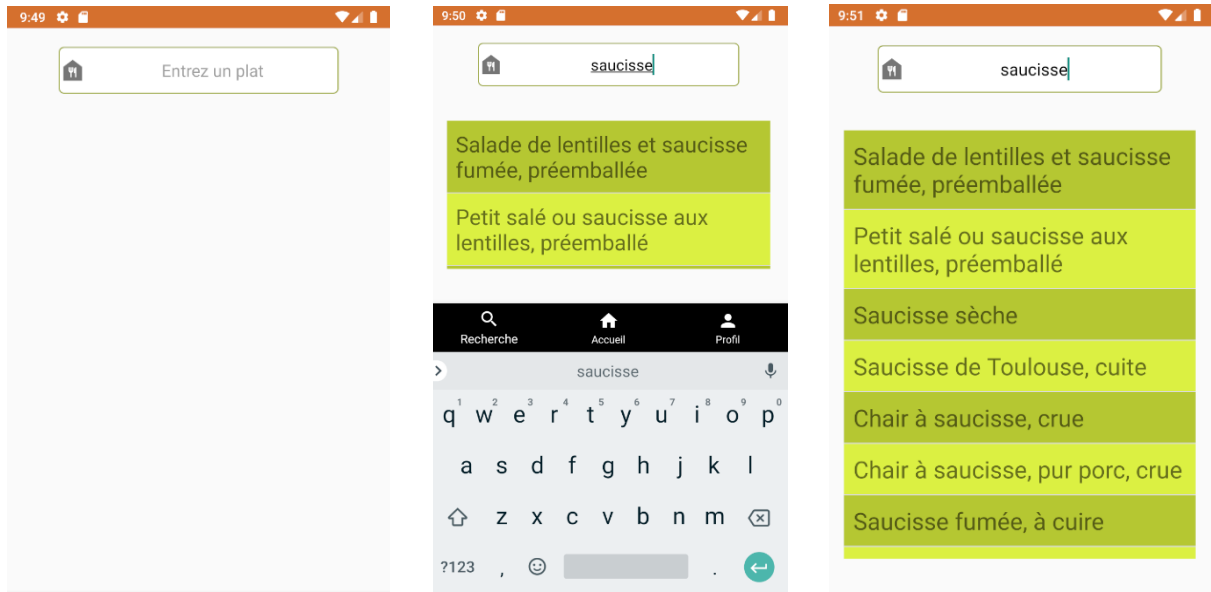 9:49
Entrez un plat
9:50
saucisse
Salade de lentilles et saucisse
fumée, préemballée
Petit salé ou saucisse aux
lentilles, préemballé
Recherche Accueil Profil
saucisse
1 2 3 4 5 6 7 8 9 0
q w e r t y u i o p
a s d f g h j k l
z x c v b n m
?123 , .
9:51
saucisse
Salade de lentilles et saucisse
fumée, préemballée
Petit salé ou saucisse aux
lentilles, préemballé
Saucisse sèche
Saucisse de Toulouse, cuite
Chair à saucisse, crue
Chair à saucisse, pur porc, crue
Saucisse fumée, à cuire